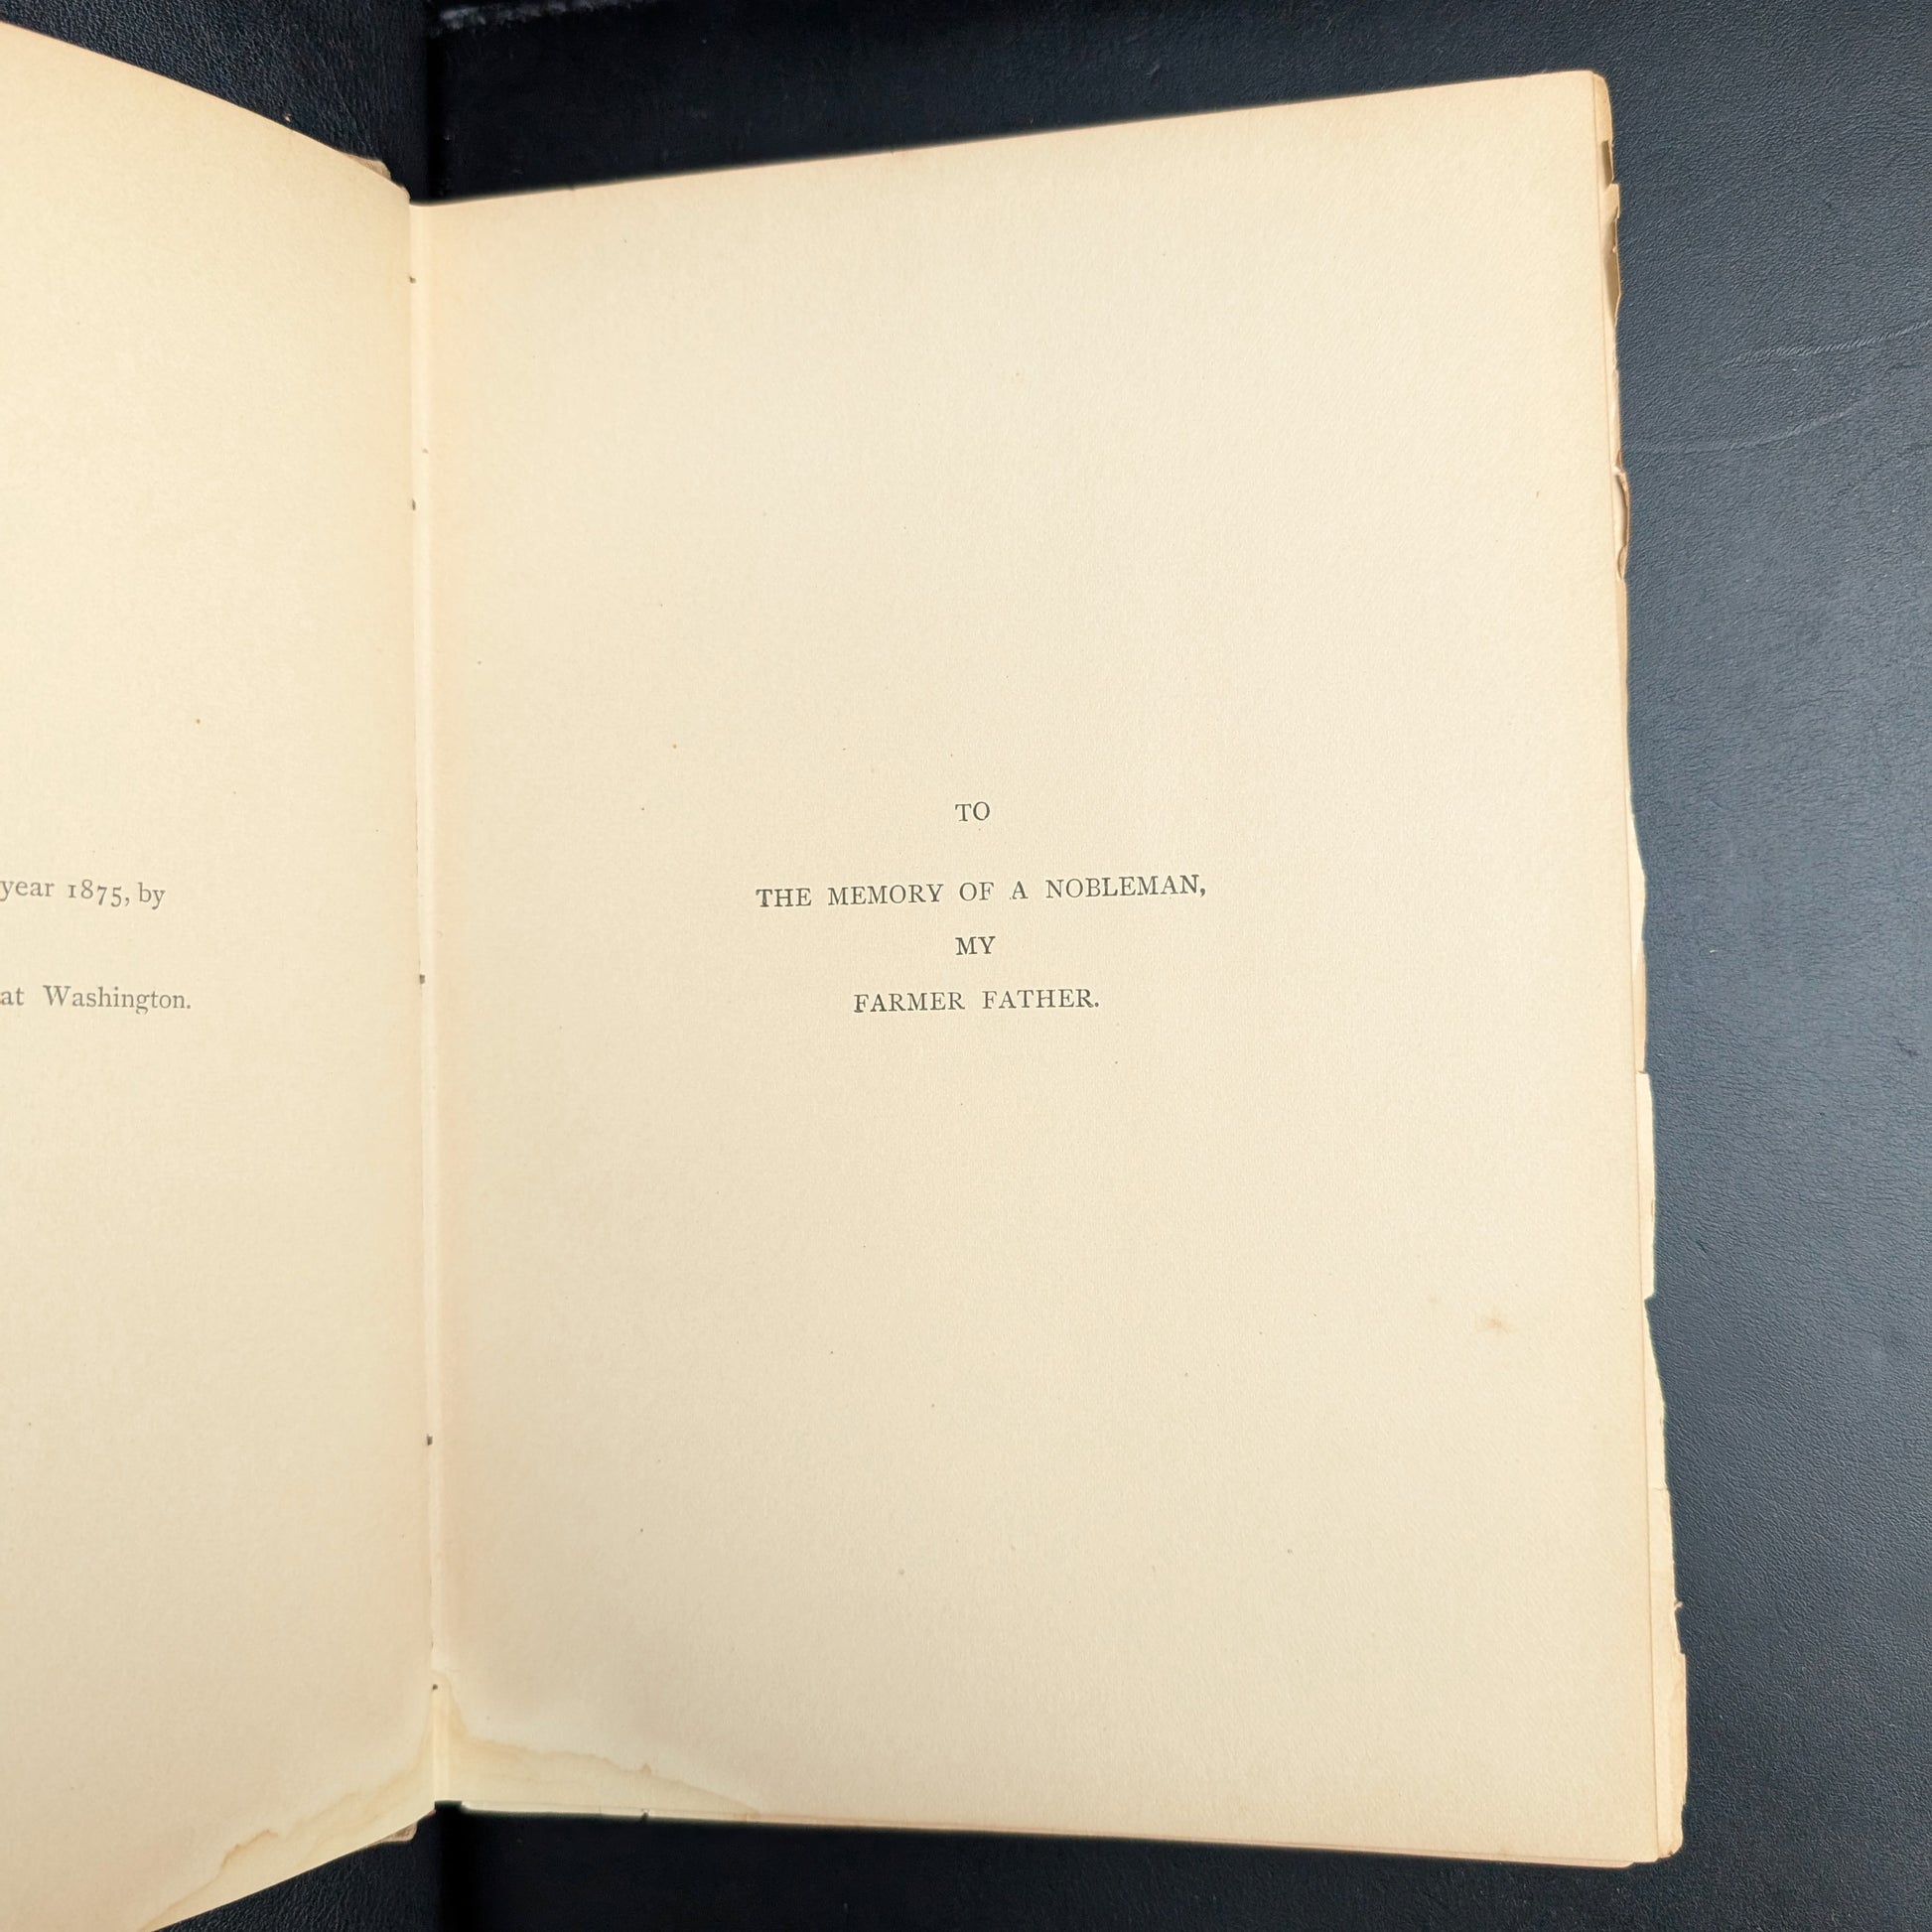 year 1875, by
at Washington.
TO
THE MEMORY OF A NOBLEMAN,
MY
FARMER FATHER.